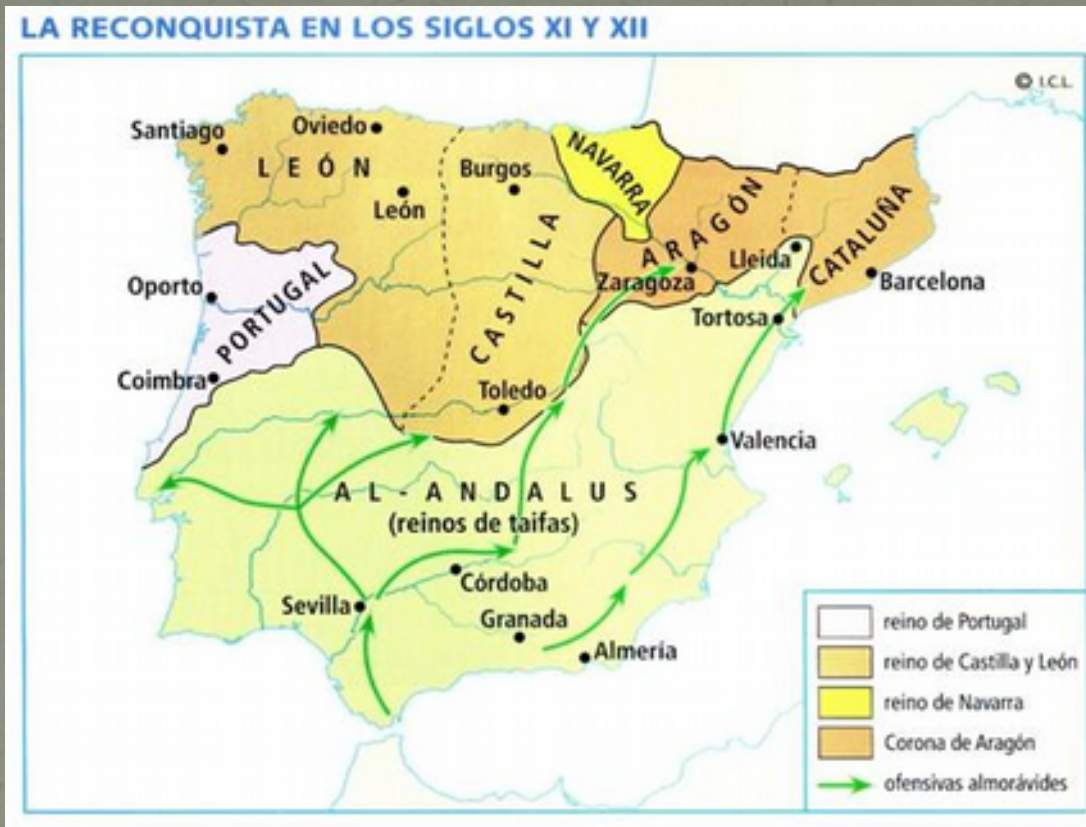 LA RECONQUISTA EN LOS SIGLOS XI Y XII
© I.C.L.
Santiago
Oviedo
LEÓN
León
Burgos
NAVARRA
ARAGÓN
CATALUÑA
Lleida
Zaragoza
Barcelona
Tortosa
Oporto
PORTUGAL
CASTILLA
Coimbra
Toledo
Valencia
AL-ANDALUS
(reinos de taifas)
Córdoba
Sevilla
Granada
Almería
reino de Portugal
reino de Castilla y León
reino de Navarra
Corona de Aragón
ofensivas almorávides